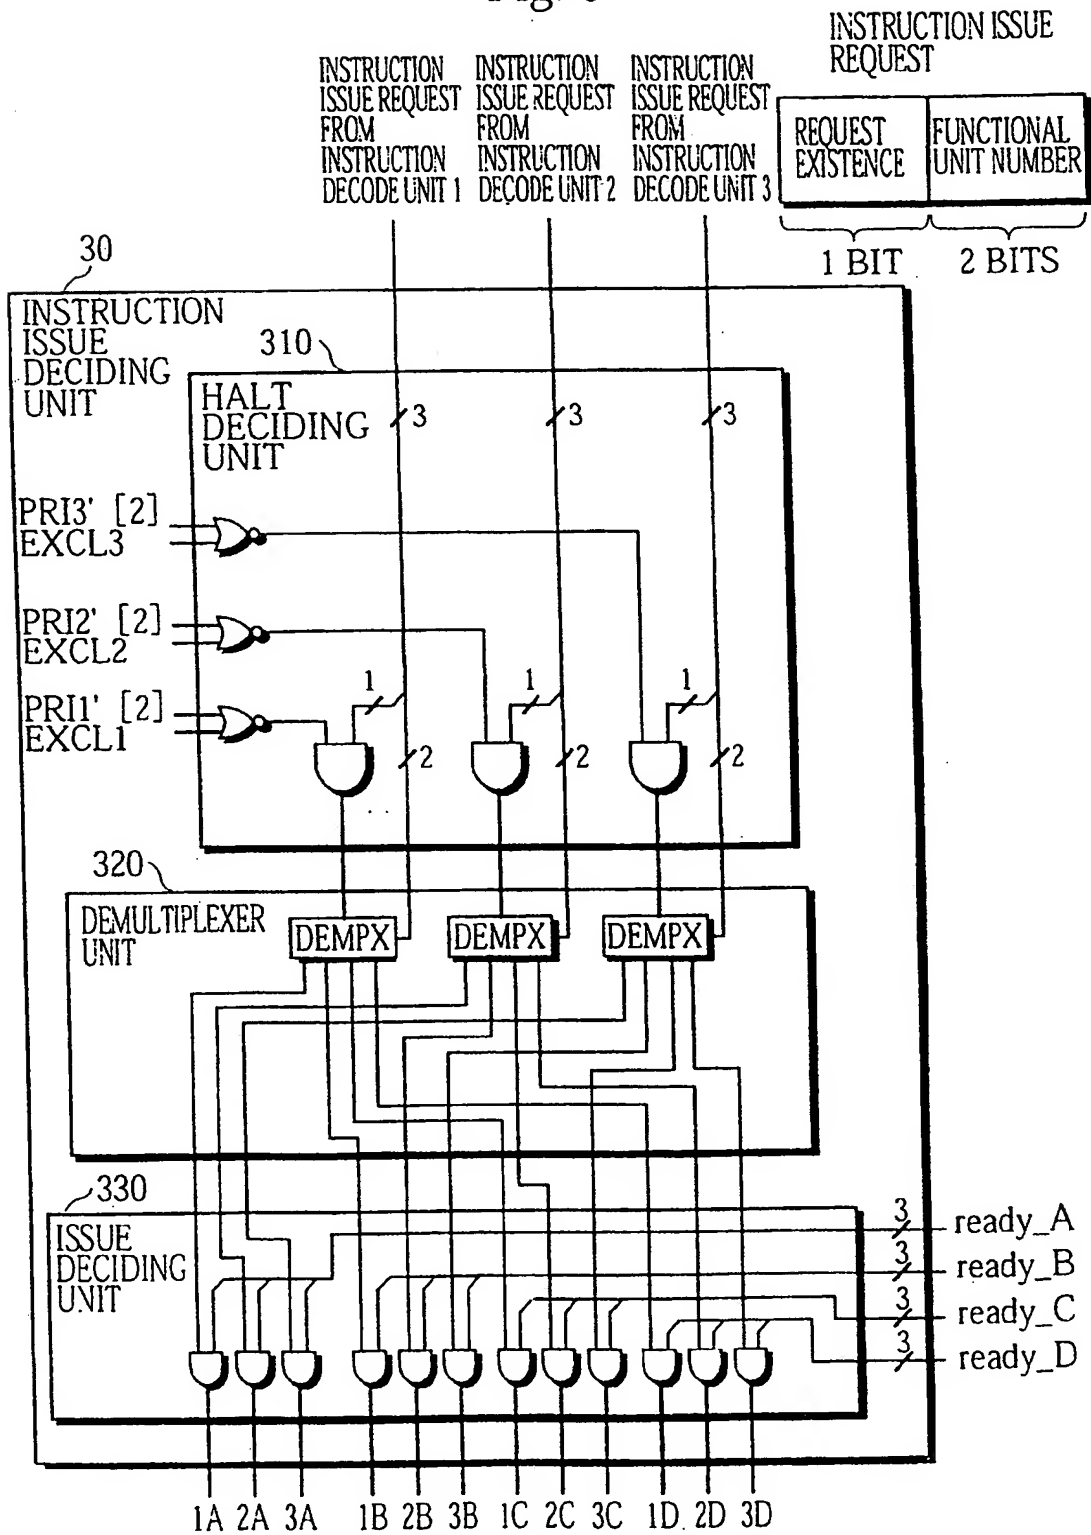 INSTRUCTION ISSUE
REQUEST
REQUEST
EXISTENCE
FUNCTIONAL
UNIT NUMBER
1 BIT
2 BITS
INSTRUCTION
ISSUE REQUEST
FROM
INSTRUCTION
DECODE UNIT 1
INSTRUCTION
ISSUE REQUEST
FROM
INSTRUCTION
DECODE UNIT 2
INSTRUCTION
ISSUE REQUEST
FROM
INSTRUCTION
DECODE UNIT 3
30
INSTRUCTION
ISSUE
DECIDING
UNIT
310
HALT
DECIDING
UNIT
3
3
3
PRI3' [2]
EXCL3
PRI2' [2]
EXCL2
PRI1' [2]
EXCL1
1
1
1
2
2
2
320
DEMULTIPLEXER
UNIT
DEMPX
DEMPX
DEMPX
330
ISSUE
DECIDING
UNIT
3
ready_A
3
ready_B
3
ready_C
3
ready_D
1A 2A 3A 1B 2B 3B 1C 2C 3C 1D 2D 3D